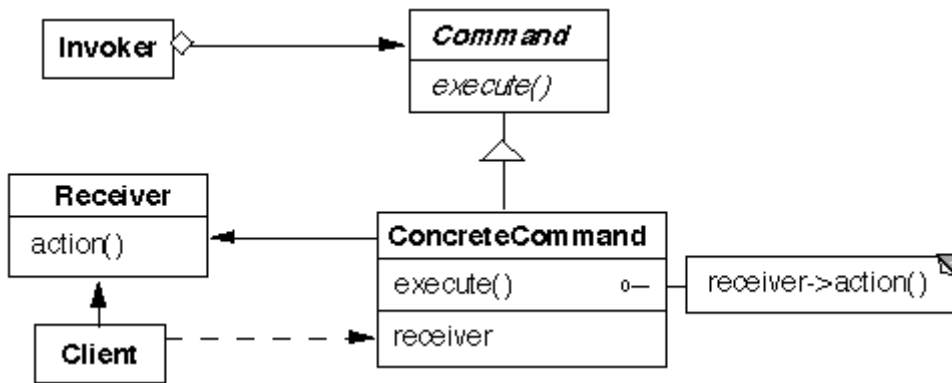 Invoker
Command
execute()
Receiver
action()
ConcreteCommand
execute()
receiver->action()
receiver
Client